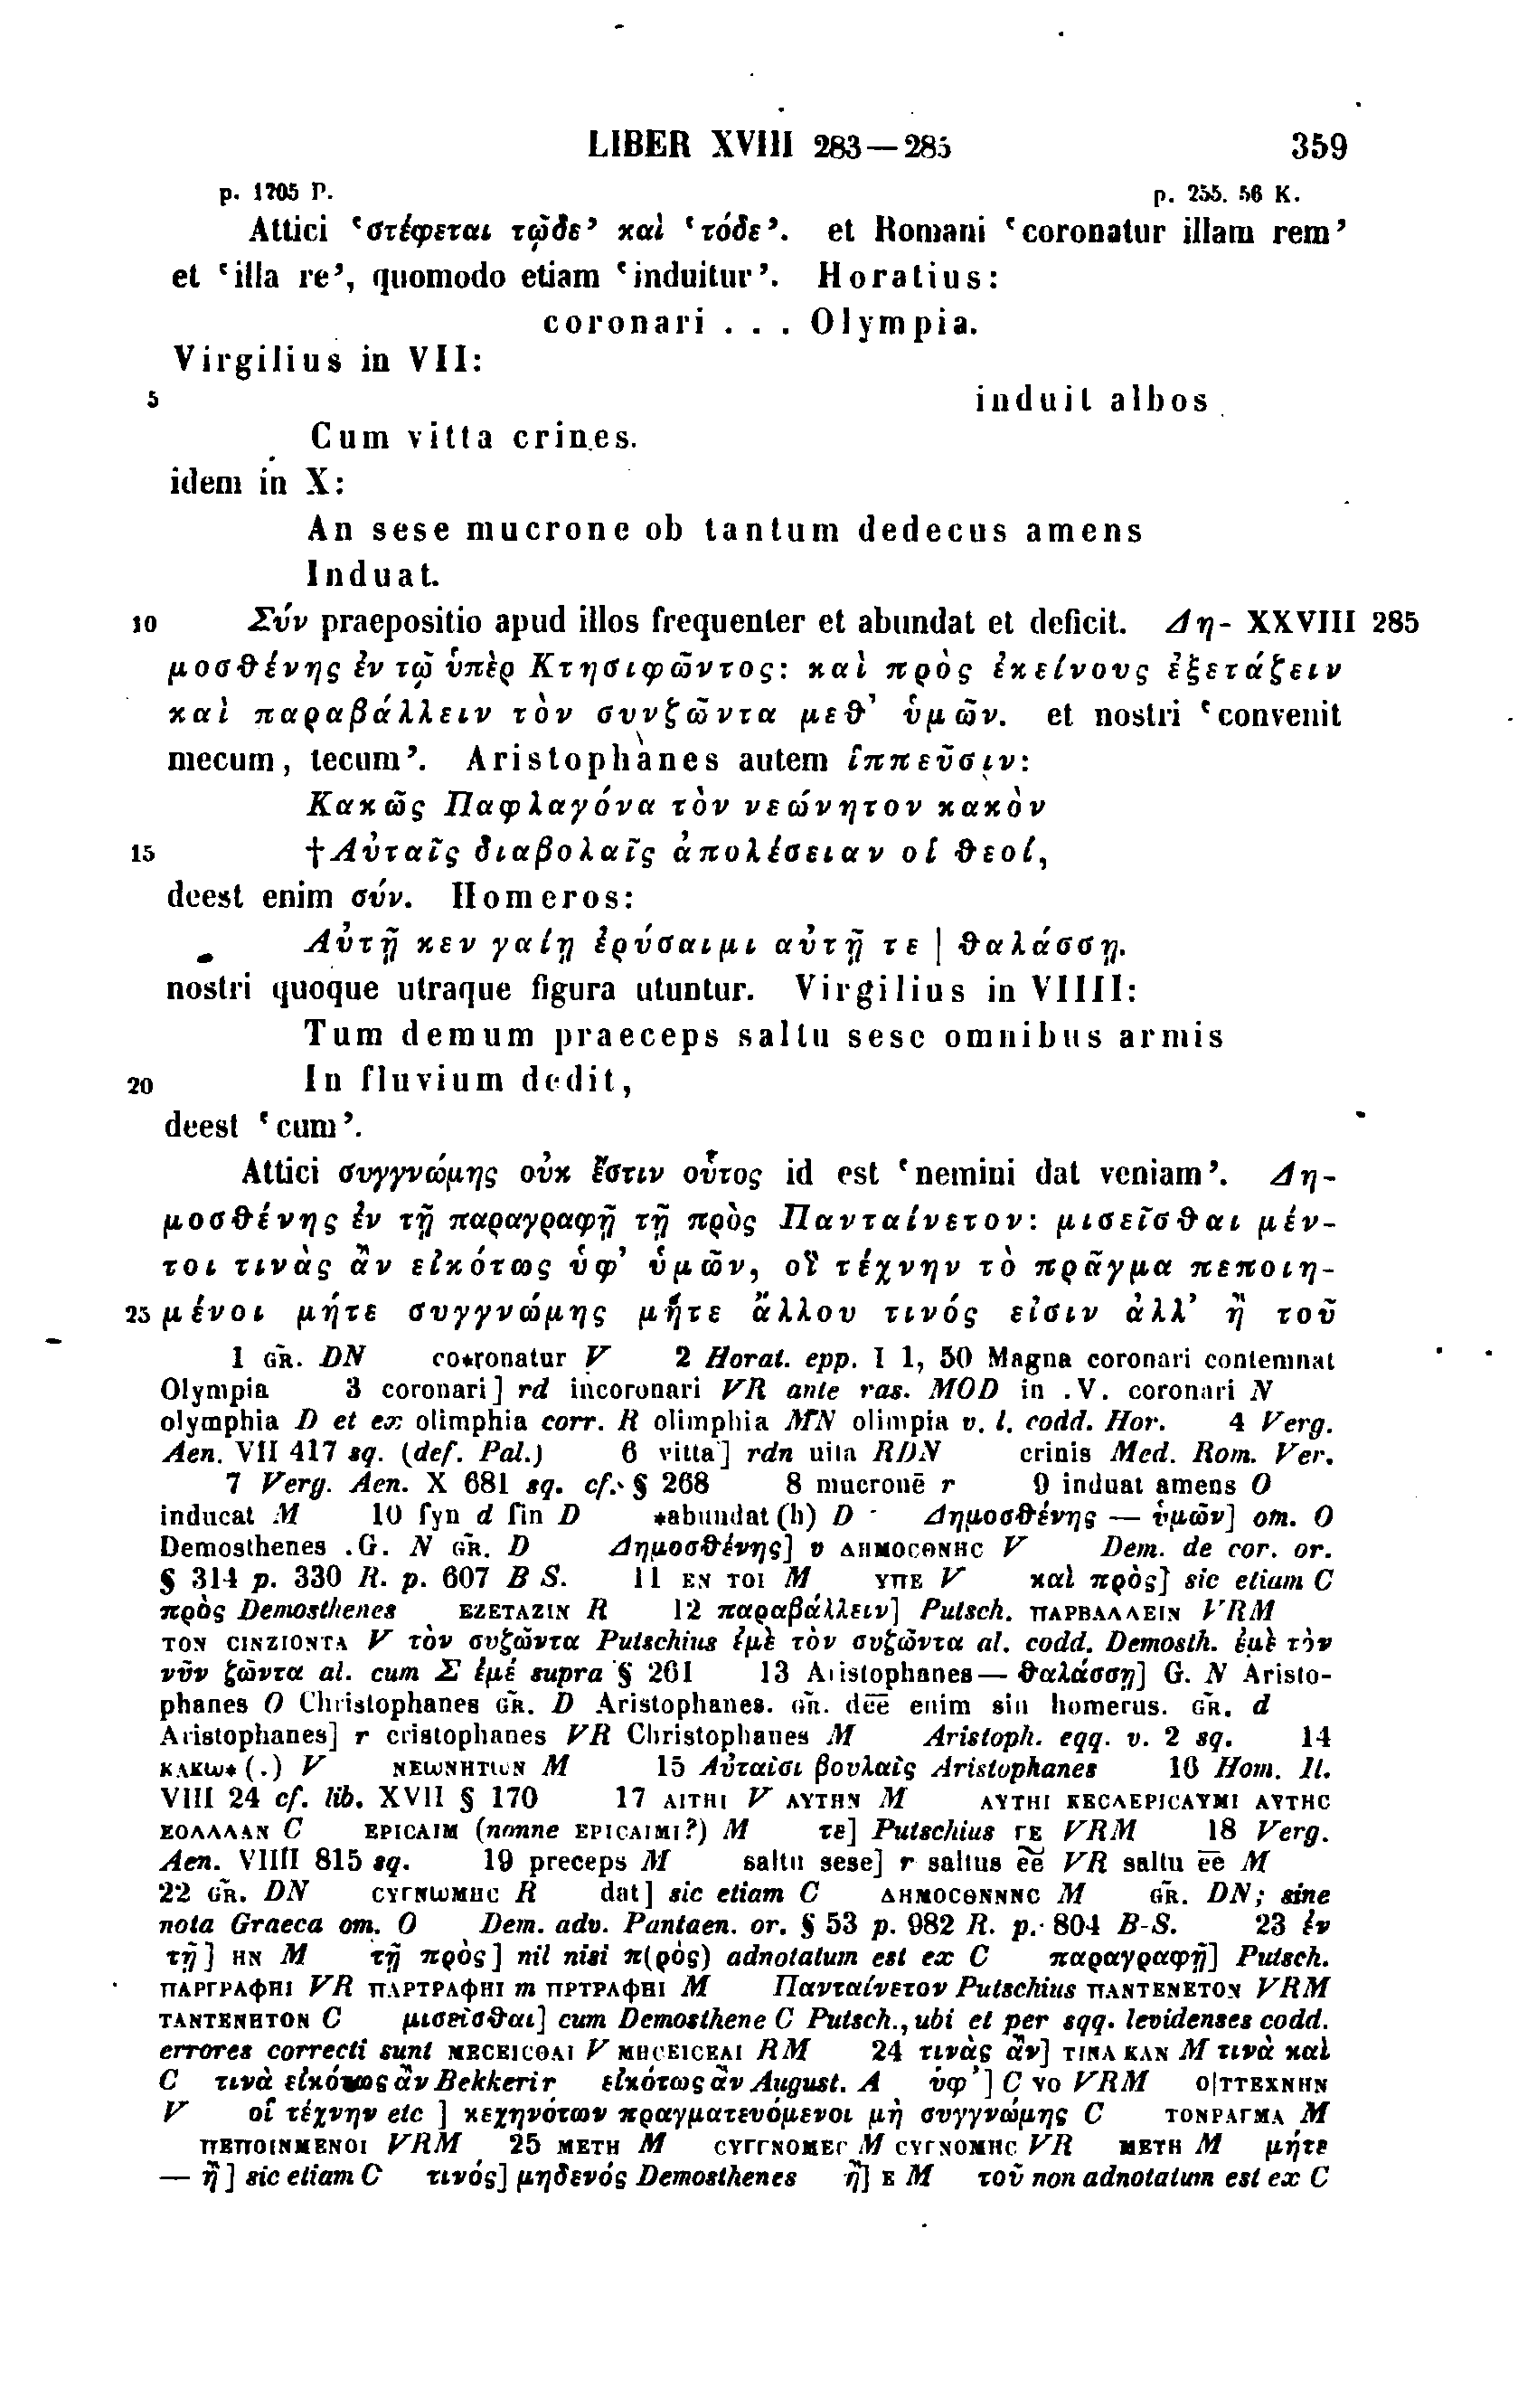 LIBER XVIII 283—285 359
p. 1205 P. p. 255. 56 K.
Attici ‘στέφεται τῷδε’ καὶ ‘τόδε’. et Romani ‘coronatur illam rem’
et ‘illa re’, quomodo etiam ‘induitur’. Horatius:
coronari . . . Olympia.
Virgilius in VII:
5 induit albos
Cum vitta crines.
idem in X:
An sese mucrone ob tantum dedecus amens
Induat.
10 Σύν praepositio apud illos frequenter et abundat et deficit. Δη- XXVIII 285
μοσθένης ἐν τῷ ὑπὲρ Κτησιφῶντος: καὶ πρὸς ἐκείνους ἐξετάζειν
καὶ παραβάλλειν τὸν συνζῶντα μεθ’ ὑμῶν. et nostri ‘convenit
mecum, tecum’. Aristophanes autem ἱππεῦσιν:
Κακῶς Παφλαγόνα τὸν νεώνητον κακὸν
15 †Αὐταῖς διαβολαῖς ἀπολέσειαν οἱ θεοί,
deest enim σύν. Homeros:
Αὐτῇ κεν γαίῃ ἐρύσαιμι αὐτῇ τε | θαλάσσῃ.
nostri quoque utraque figura utuntur. Virgilius in VIIII:
Tum demum praeceps saltu sese omnibus armis
20 In fluvium dedit,
deest ‘cum’.
Attici συγγνώμης οὐκ ἔστιν οὗτος id est ‘nemini dat veniam’. Δη-
μοσθένης ἐν τῇ παραγραφῇ τῇ πρὸς Πανταίνετον: μισεῖσθαι μέν-
τοι τινὰς ἂν εἰκότως ὑφ’ ὑμῶν, οἳ τέχνην τὸ πρᾶγμα πεποιη-
25 μένοι μήτε συγγνώμης μήτε ἄλλου τινός εἰσιν ἀλλ’ ἢ τοῦ
1 GR. DN co*ronatur V 2 Horat. epp. I 1, 50 Magna coronari contemnat
Olympia 3 coronari] rd incoronari VR ante ras. MOD in .V. coronari N
olymphia D et ex olimphia corr. R olimphia MN olimpia v. l. codd. Hor. 4 Verg.
Aen. VII 417 sq. (def. Pal.) 6 vitta] rdn uita RDN crinis Med. Rom. Ver.
7 Verg. Aen. X 681 sq. cf. § 268 8 mucronē r 9 induat amens O
inducat M 10 ſyn d ſin D *abundat (h) D Δημοσθένης — ὑμῶν] om. O
Demosthenes .G. N GR. D Δημοσθένης] v ΔΗΜΟCΘΝΗC V Dem. de cor. or.
§ 314 p. 330 R. p. 607 B S. 11 ΕΝ ΤΟΙ M ΥΠΕ V καὶ πρὸς] sic etiam C
πρὸς Demosthenes ΕΖΕΤΑΖΙΝ R 12 παραβάλλειν] Putsch. ΠΑΡΒΑΛΛΕΙΝ VRM
ΤΟΝ CΙΝΖΙΟΝΤΑ V τὸν συζῶντα Putschius ἐμὲ τὸν συζῶντα al. codd. Demosth. ἐμὲ τὸν
νῦν ζῶντα al. cum Σ ἐμέ supra § 261 13 Aristophanes— θαλάσσῃ] G. N Aristo-
phanes O Christophanes GR. D Aristophanes. GR. dēē enim sin homerus. GR. d
Aristophanes] r cristophanes VR Christophanes M Aristoph. eqq. v. 2 sq. 14
ΚΑΚω* (.) V ΝΕωΝΗΤιωΝ M 15 Αὐταῖσι βουλαῖς Aristophanes 16 Hom. Il.
VIII 24 cf. lib. XVII § 170 17 ΑΙΤΗΙ V ΑΥΤΗΝ M ΑΥΤΗΙ ΚΕCΛΕΡΙCΑΥΜΙ ΑΥΤΗC
ΕΟΛΛΛΑΝ C ΕΡΙCΑΙΜ (nonne ΕΡΙCΑΙΜΙ?) M τε] Putschius ΓΕ VRM 18 Verg.
Aen. VIIII 815 sq. 19 preceps M saltu sese] r saltus ēē VR saltu ēē M
22 GR. DN CΥΓΝωΜΗC R dat] sic etiam C ΔΗΜΟCΘΝΝΝC M GR. DN; sine
nota Graeca om. O Dem. adv. Pantaen. or. § 53 p. 982 R. p. 804 B-S. 23 ἐν
τῇ] ΗΝ M τῇ πρὸς] nil nisi π(ρὸς) adnotatum est ex C παραγραφῇ] Putsch.
ΠΑΡΓΡΑΦΗΙ VR ΠΑΡΤΡΑΦΗΙ m ΠΡΤΡΑΦΗΙ M Πανταίνετον Putschius ΠΑΝΤΕΝΕΤΟΝ VRM
ΤΑΝΤΕΝΗΤΟΝ C μισεῖσθαι] cum Demosthene C Putsch., ubi et per sqq. levidenses codd.
errores correcti sunt ΜΕCΕΙCΘΑΙ V ΜΗCΕΙCΕΑΙ RM 24 τινὰς ἂν] ΤΙΝΑ ΚΑΝ M τινὰ καὶ
C τινὰ εἰκότως ἂν Bekkeri r εἰκότως ἂν August. A ὑφ’] C ΥΟ VRM Ο|ΤΤΕΧΝΗΝ
V οἳ τέχνην etc ] κεχηνότων πραγματευόμενοι μὴ συγγνώμης C ΤΟΝΡΑΓΜΑ M
ΠΕΠΟΙΝΜΕΝΟΙ VRM 25 ΜΕΤΗ M CΥΓΓΝΟΜΕΓ M CΥΓΝΟΜΗC VR ΜΕΤΗ M μήτε
— ἢ] sic etiam C τινός] μηδενός Demosthenes ἢ] Ε M τοῦ non adnotatum est ex C